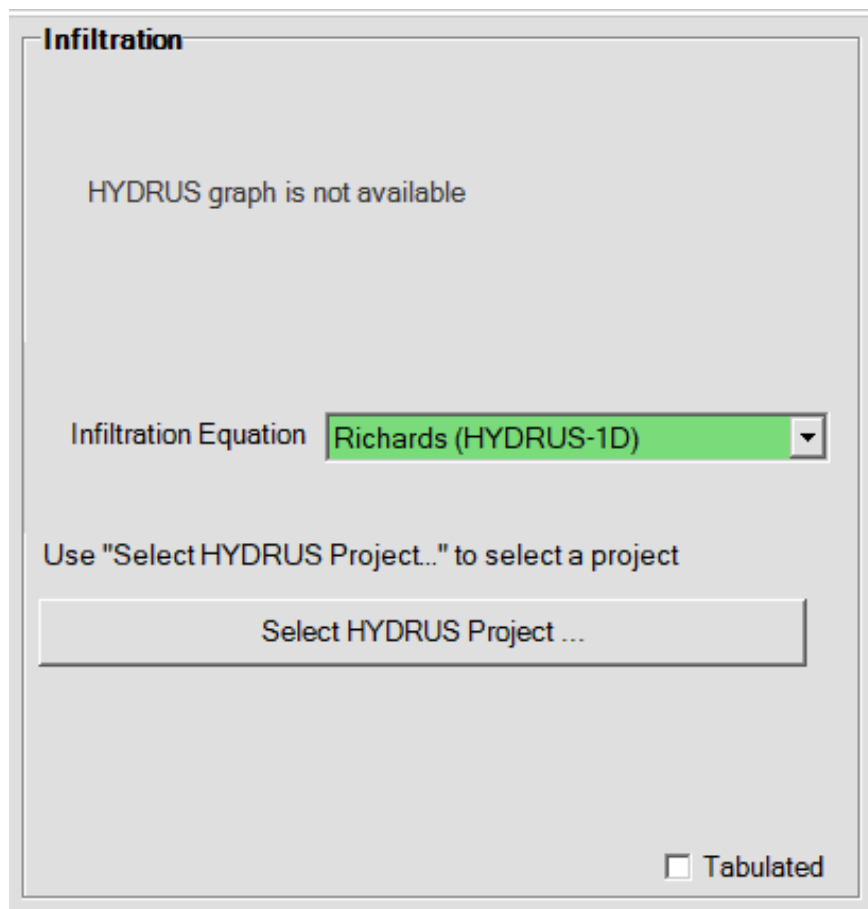 Infiltration
HYDRUS graph is not available
Infiltration Equation Richards (HYDRUS-1D)
Use "Select HYDRUS Project..." to select a project
Select HYDRUS Project ...
Tabulated